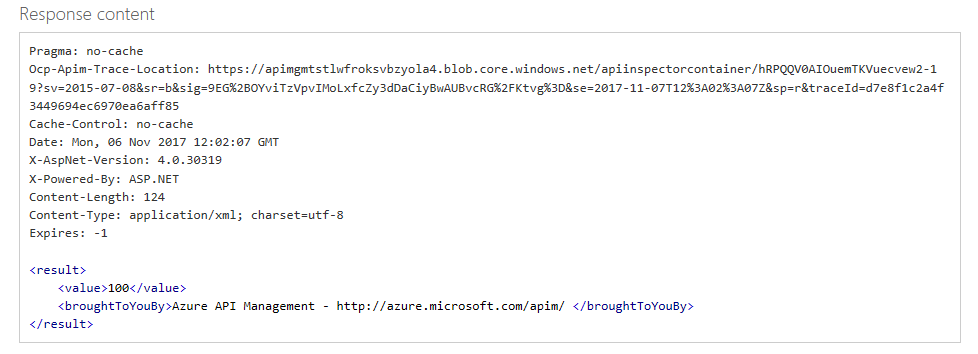 Response content
Pragma: no-cache
Ocp-Apim-Trace-Location: https://apimgmtstlwfroksvbzyola4.blob.core.windows.net/apiinspectorcontainer/hRPQQV0AIOuemTKVuecvew2-1
9?sv=2015-07-08&sr=b&sig=9EG%2BOYviTzVpvIMoLxfcZy3dDaCiyBwAUBvcRG%2FKtvg%3D&se=2017-11-07T12%3A02%3A07Z&sp=r&traceId=d7e8f1c2a4f
3449694ec6970ea6aff85
Cache-Control: no-cache
Date: Mon, 06 Nov 2017 12:02:07 GMT
X-AspNet-Version: 4.0.30319
X-Powered-By: ASP.NET
Content-Length: 124
Content-Type: application/xml; charset=utf-8
Expires: -1
<result>
<value>100</value>
<broughtToYouBy>Azure API Management - http://azure.microsoft.com/apim/ </broughtToYouBy>
</result>